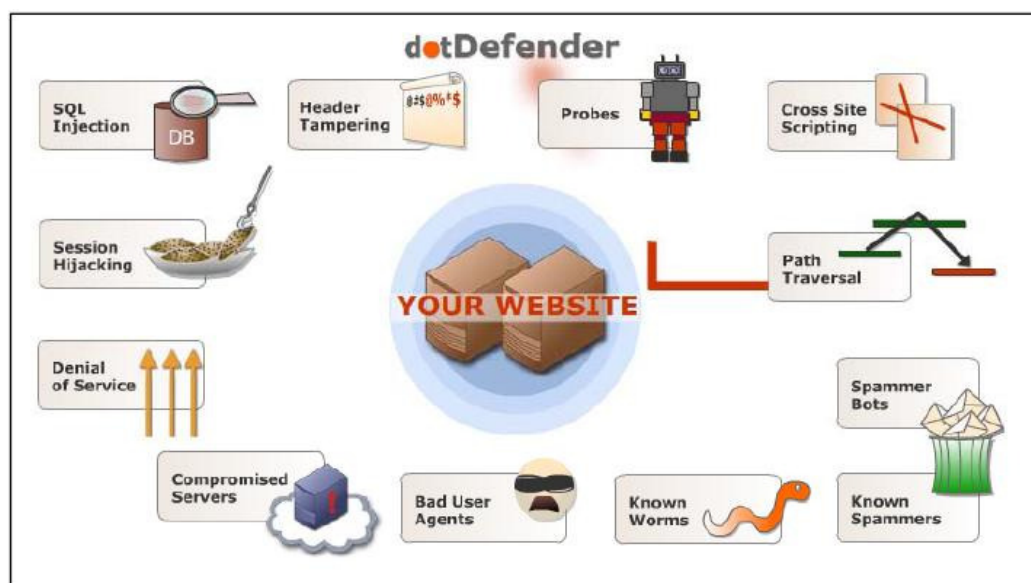 dotDefender
SQL
Injection
DB
Header
Tampering
@#$@%*$
Probes
Cross Site
Scripting
Session
Hijacking
YOUR WEBSITE
Path
Traversal
Denial
of Service
Spammer
Bots
Compromised
Servers
!
Bad User
Agents
Known
Worms
Known
Spammers